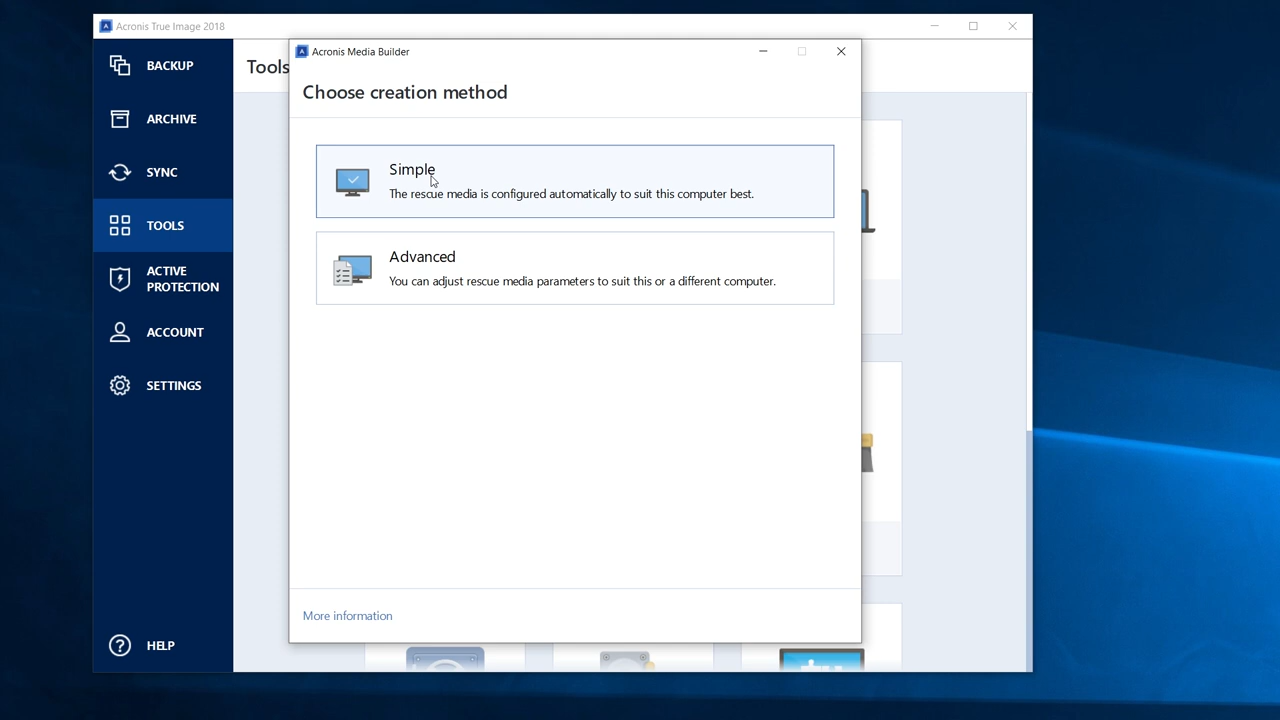 Acronis True Image 2018
BACKUP
ARCHIVE
SYNC
TOOLS
ACTIVE
PROTECTION
ACCOUNT
SETTINGS
HELP
Tools
Acronis Media Builder
Choose creation method
Simple
The rescue media is configured automatically to suit this computer best.
Advanced
You can adjust rescue media parameters to suit this or a different computer.
More information